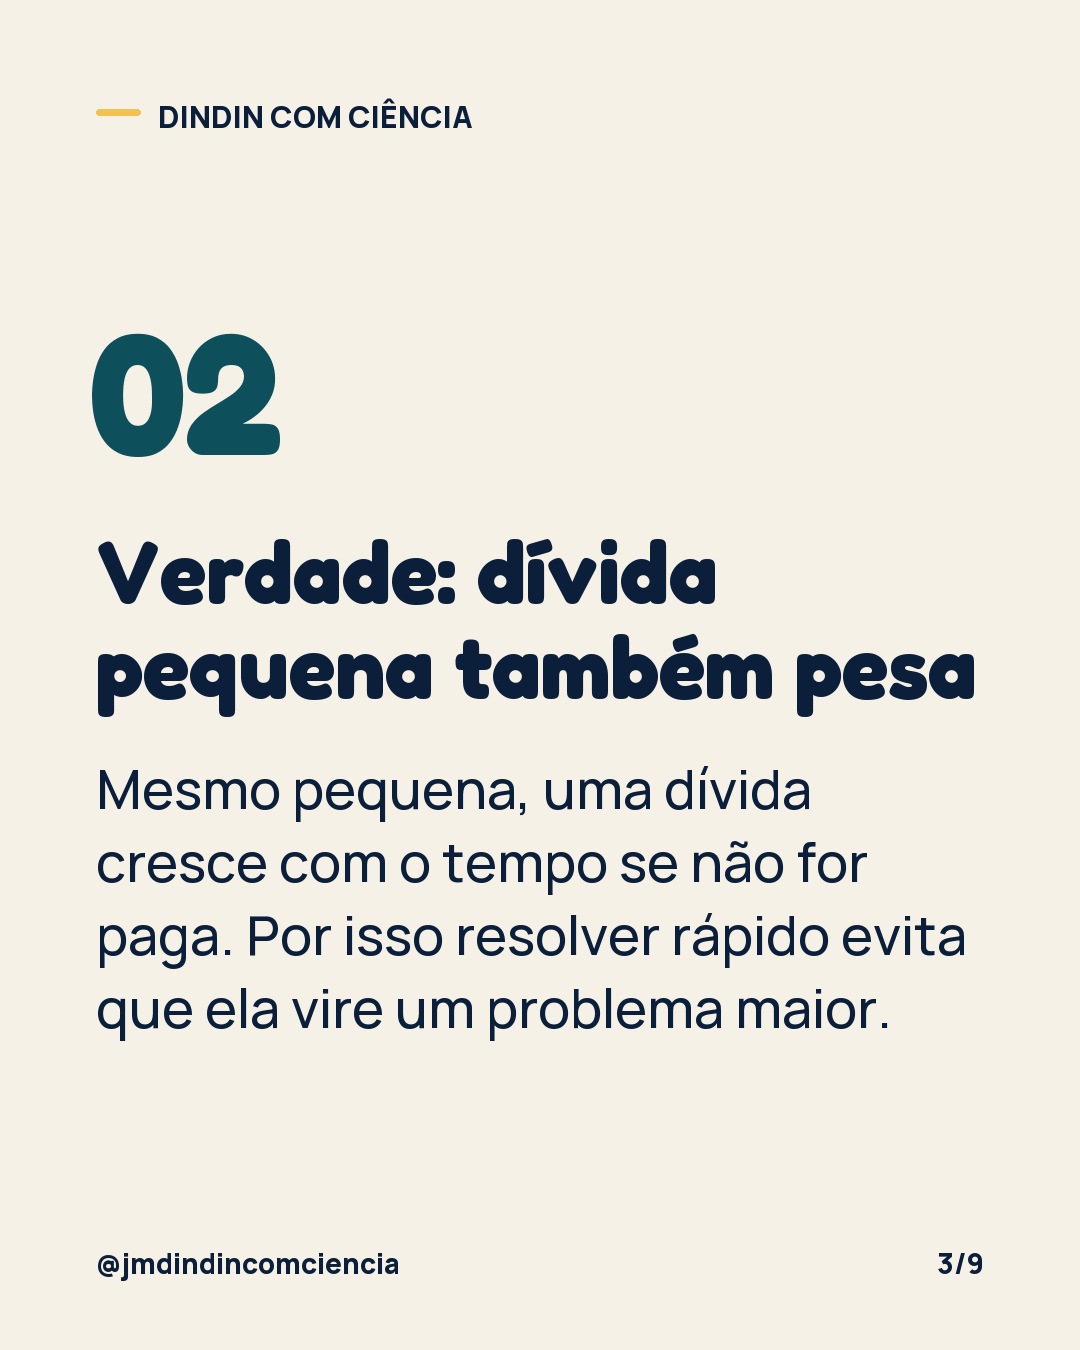 DINDIN COM CIÊNCIA
02
Verdade: dívida
pequena também pesa
Mesmo pequena, uma dívida
cresce com o tempo se não for
paga. Por isso resolver rápido evita
que ela vire um problema maior.
@jmdindincomciencia
3/9